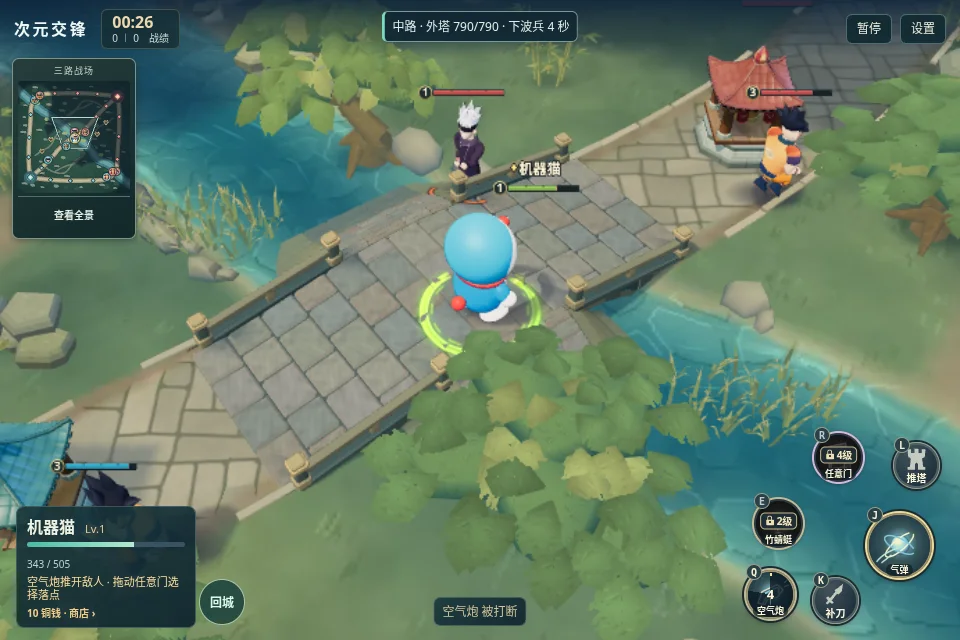 次元交锋
00:26
0 | 0 战绩
中路 · 外塔 790/790 · 下波兵 4 秒
暂停
设置
三路战场
查看全景
1
3
机器猫
1
3
机器猫 Lv.1
343 / 505
空气炮推开敌人 · 拖动任意门选
择落点
10 铜钱 · 商店 ›
回城
空气炮 被打断
R
4级
任意门
L
推塔
E
2级
竹蜻蜓
J
气弹
Q
4
空气炮
K
补刀